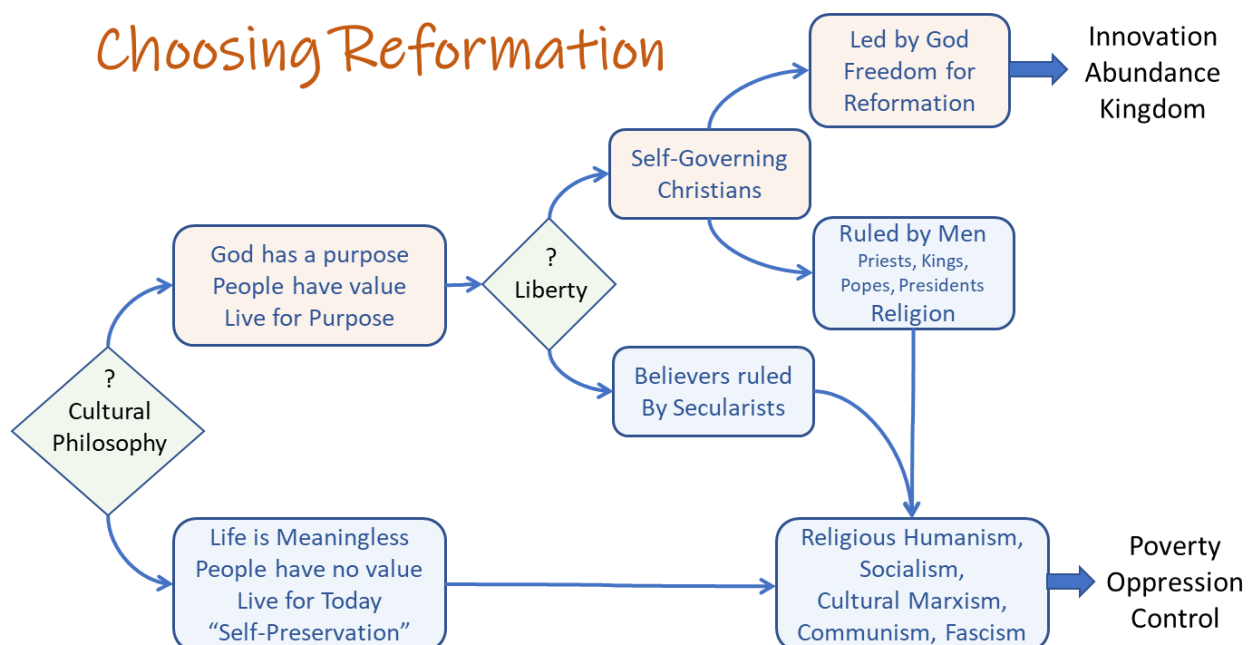 Choosing Reformation
Led by God
Freedom for
Reformation
Innovation
Abundance
Kingdom
Self-Governing
Christians
Ruled by Men
Priests, Kings,
Popes, Presidents
Religion
God has a purpose
People have value
Live for Purpose
?
Liberty
Believers ruled
By Secularists
?
Cultural
Philosophy
Life is Meaningless
People have no value
Live for Today
“Self-Preservation”
Religious Humanism,
Socialism,
Cultural Marxism,
Communism, Fascism
Poverty
Oppression
Control